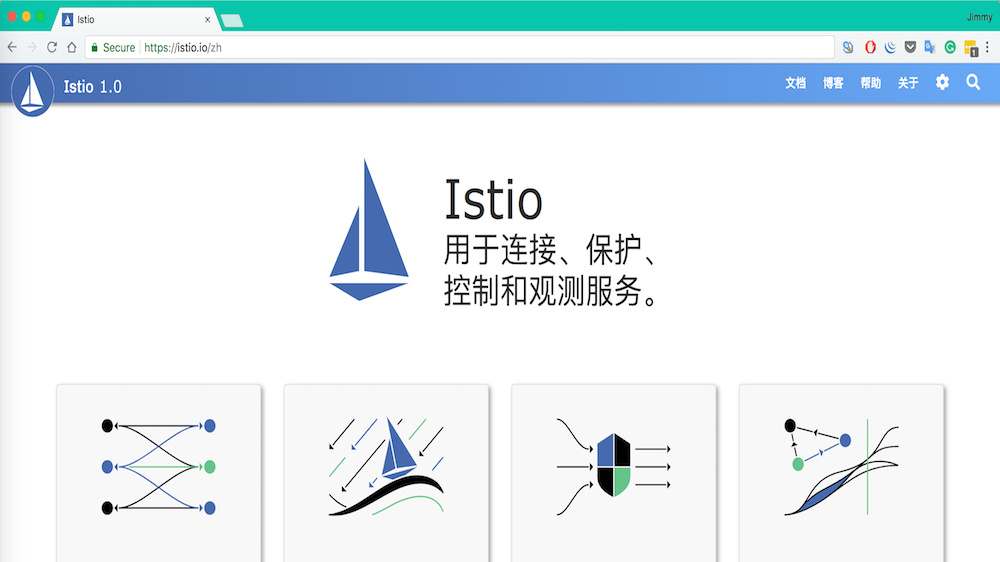 Istio
Jimmy
Secure https://istio.io/zh
1
Istio 1.0
文档 博客 帮助 关于
Istio
用于连接、保护、
控制和观测服务。